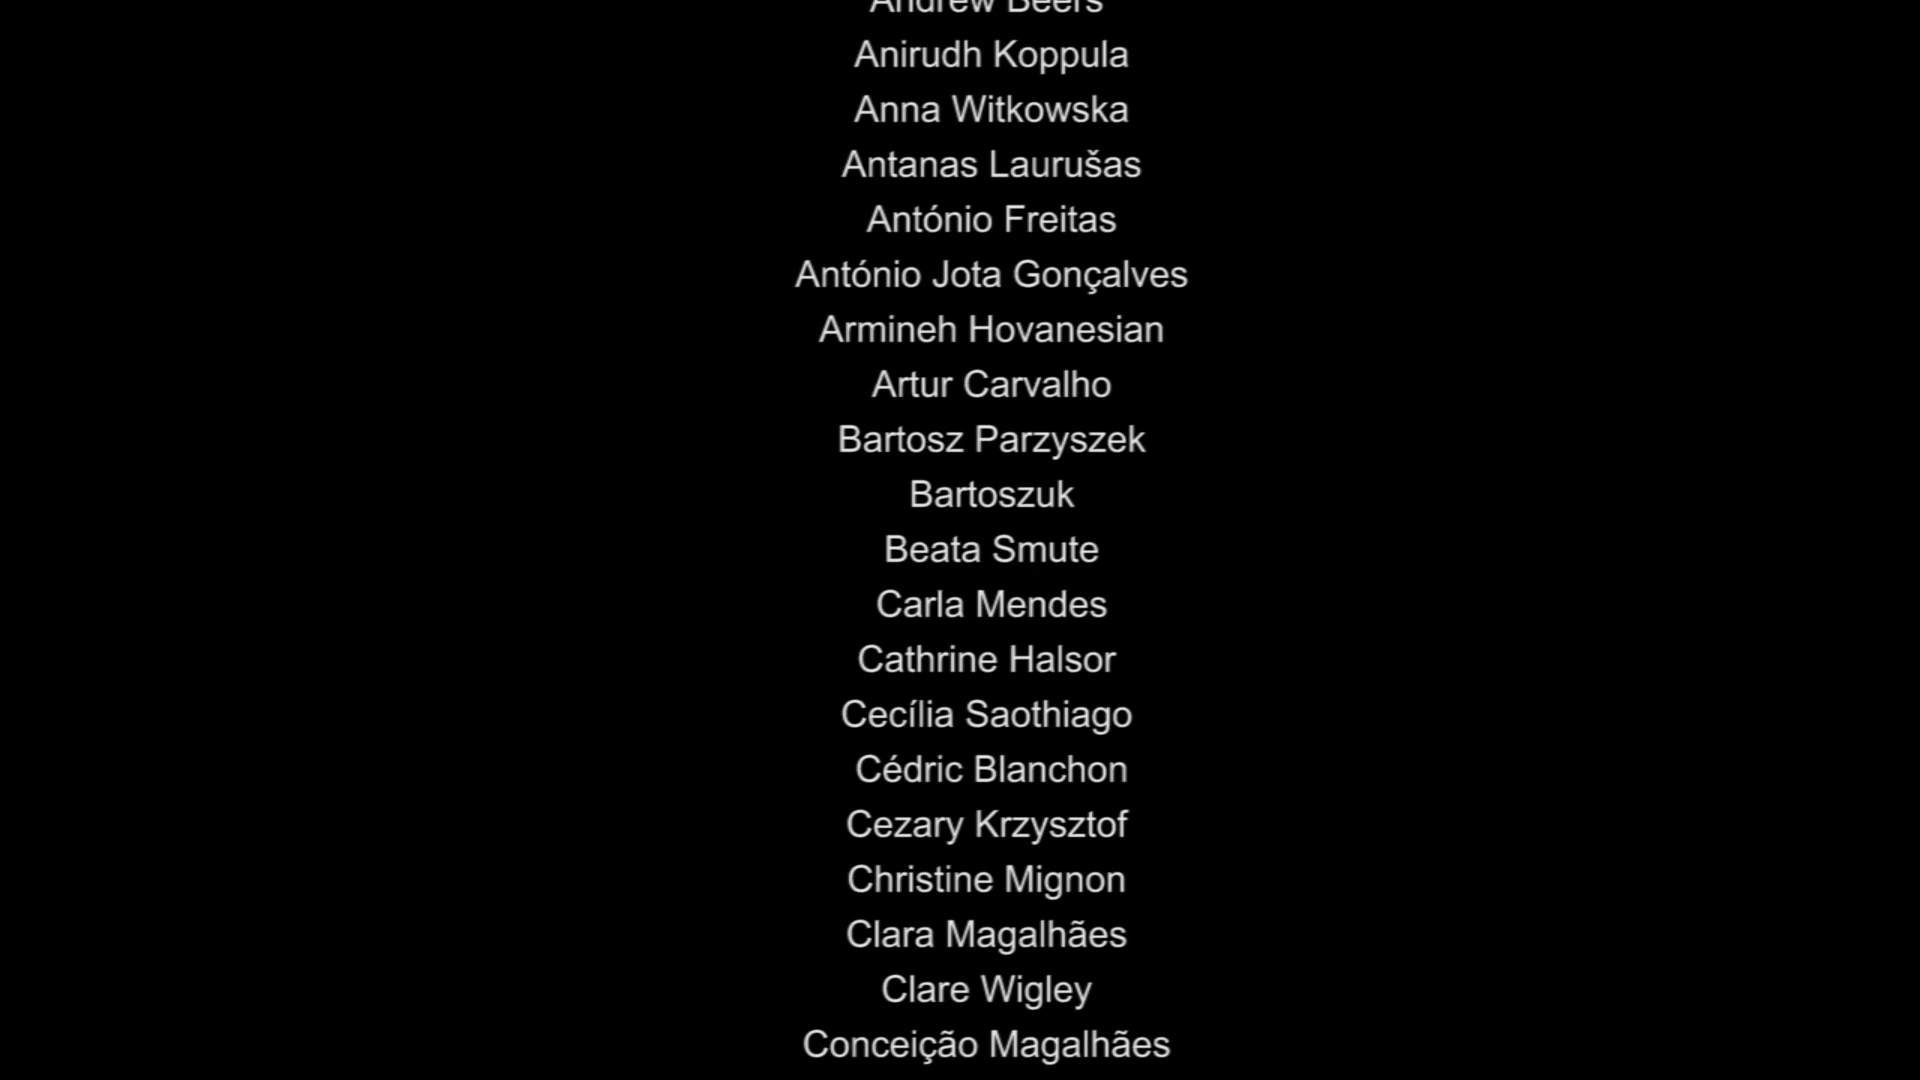 Andrew Beers
Anirudh Koppula
Anna Witkowska
Antanas Laurušas
António Freitas
António Jota Gonçalves
Armineh Hovanesian
Artur Carvalho
Bartosz Parzyszek
Bartoszuk
Beata Smute
Carla Mendes
Cathrine Halsor
Cecília Saothiago
Cédric Blanchon
Cezary Krzysztof
Christine Mignon
Clara Magalhães
Clare Wigley
Conceição Magalhães